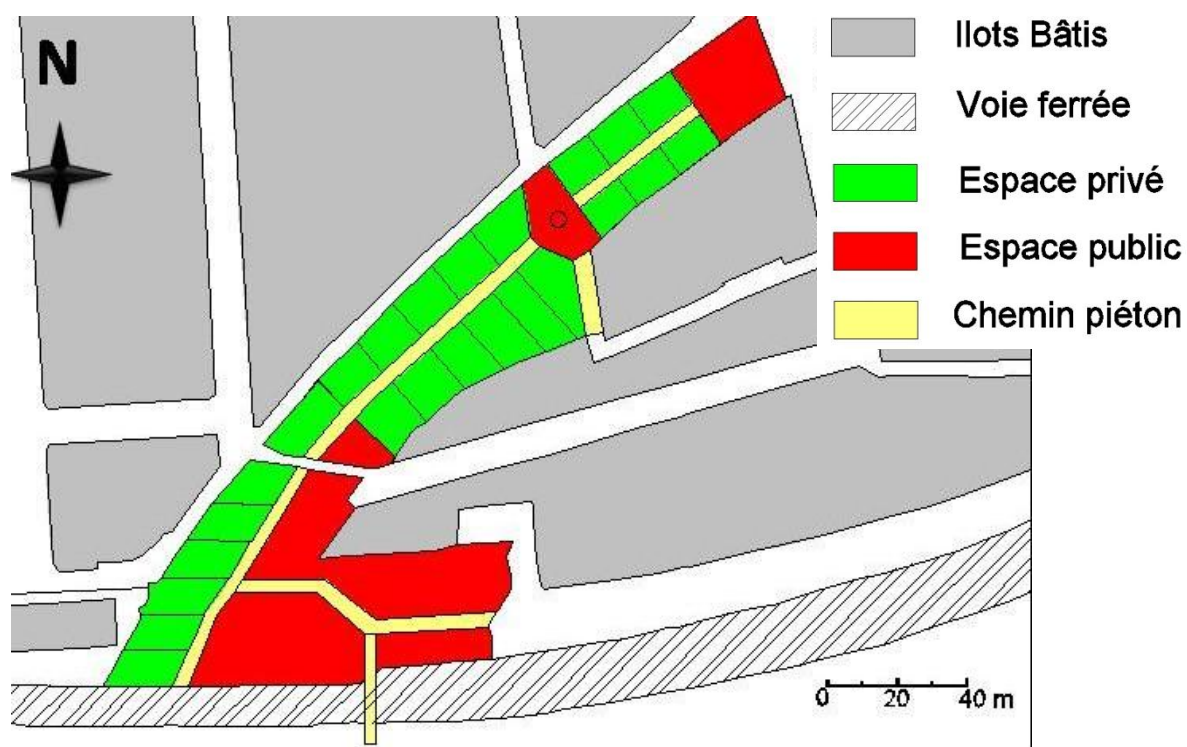 N
Ilots Bâtis
Voie ferrée
Espace privé
Espace public
Chemin piéton
0 20 40 m